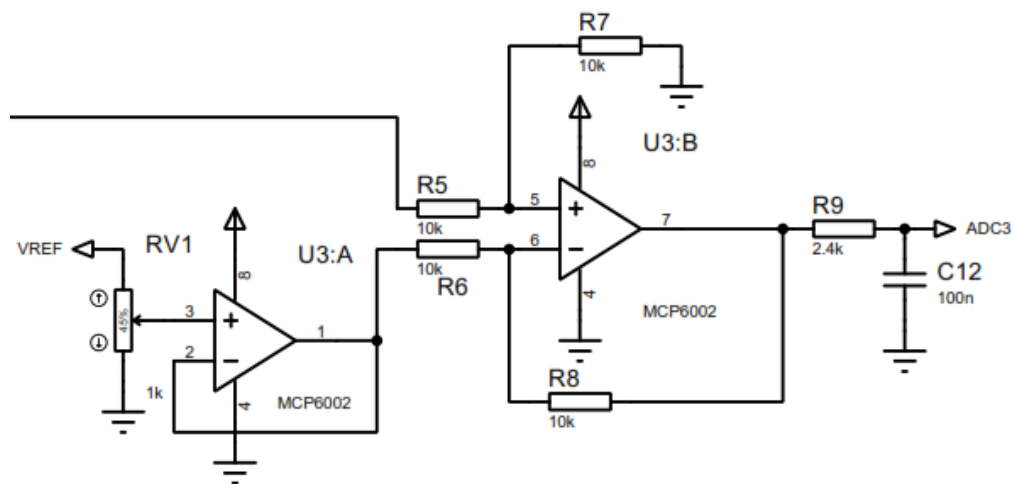 R7
10k
8
U3:B
R5
5
+
7
R9
ADC3
10k
6
−
2.4k
VREF
RV1
U3:A
10k
R6
C12
100n
8
4
MCP6002
45%
3
+
1
2
−
R8
10k
1k
4
MCP6002